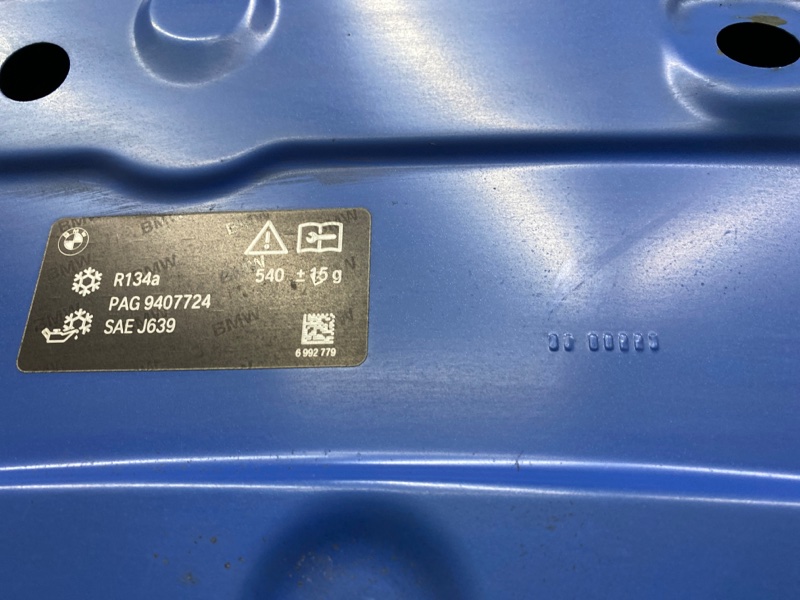 BMW
R134a 540 ± 15 g
PAG 9407724
SAE J639
6 992 779